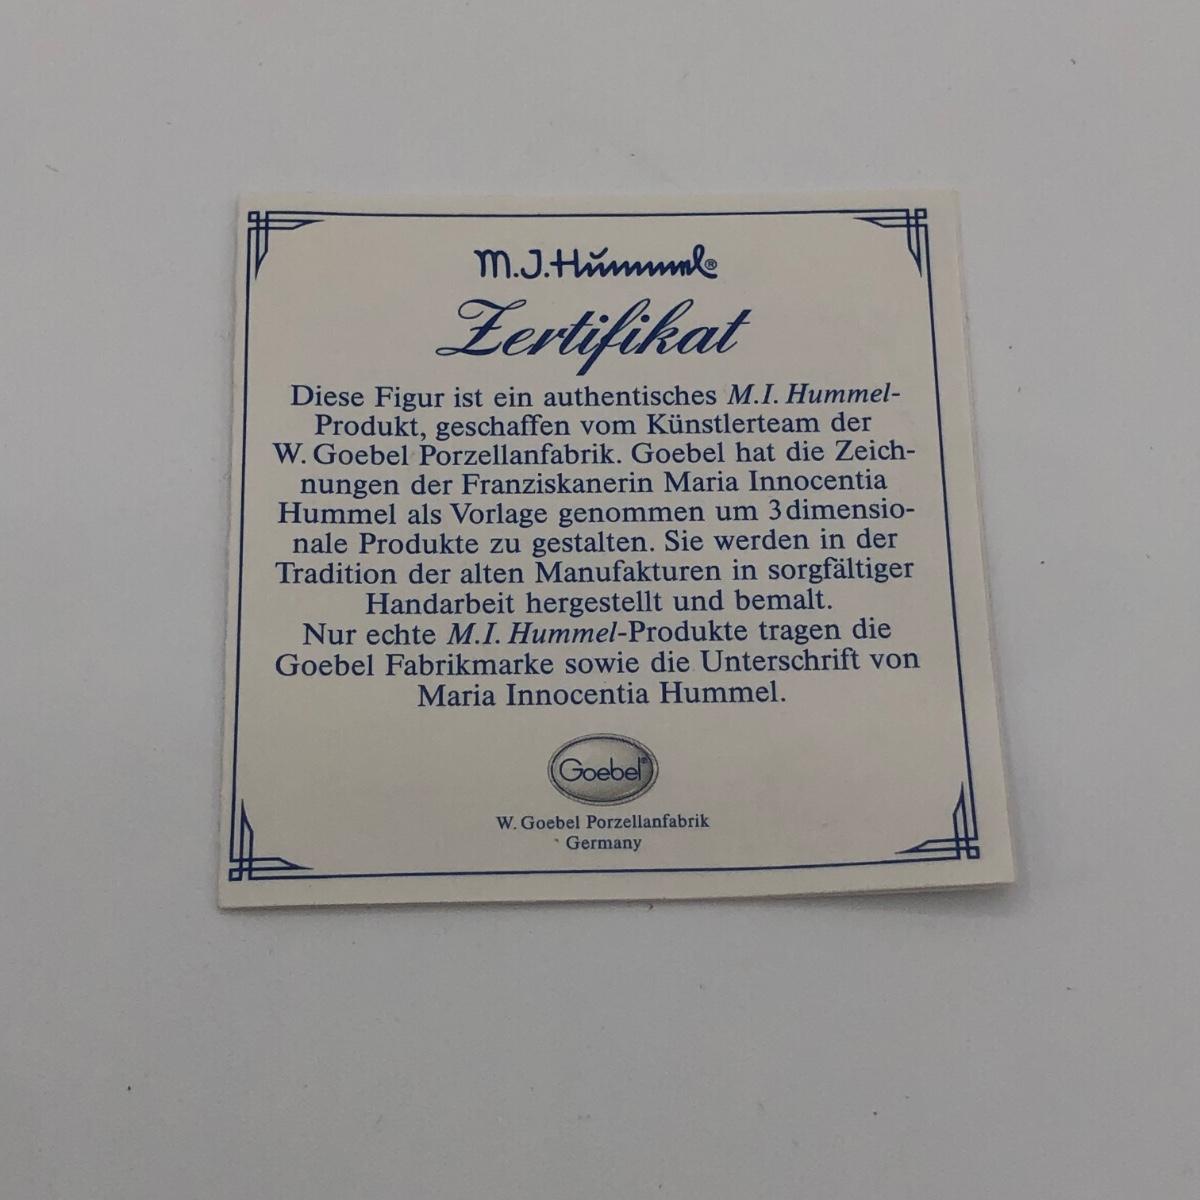 M.J.Hummel®
Zertifikat
Diese Figur ist ein authentisches M.I. Hummel-
Produkt, geschaffen vom Künstlerteam der
W. Goebel Porzellanfabrik. Goebel hat die Zeich-
nungen der Franziskanerin Maria Innocentia
Hummel als Vorlage genommen um 3dimensio-
nale Produkte zu gestalten. Sie werden in der
Tradition der alten Manufakturen in sorgfältiger
Handarbeit hergestellt und bemalt.
Nur echte M.I. Hummel-Produkte tragen die
Goebel Fabrikmarke sowie die Unterschrift von
Maria Innocentia Hummel.
Goebel®
W. Goebel Porzellanfabrik
Germany